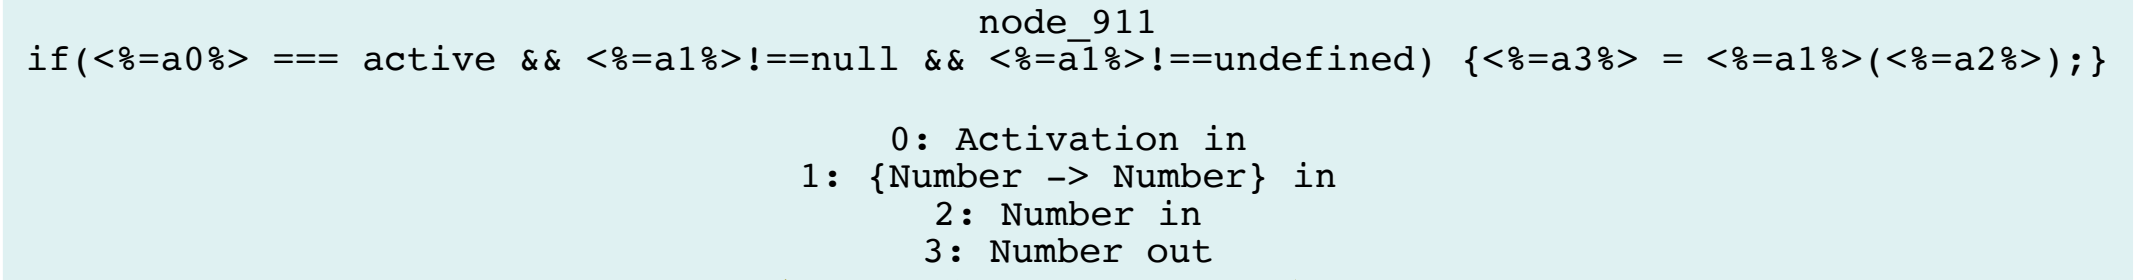 node_911
if(<%=a0%> === active && <%=a1%>!==null && <%=a1%>!==undefined) {<%=a3%> = <%=a1%>(<%=a2%>);}
0: Activation in
1: {Number -> Number} in
2: Number in
3: Number out